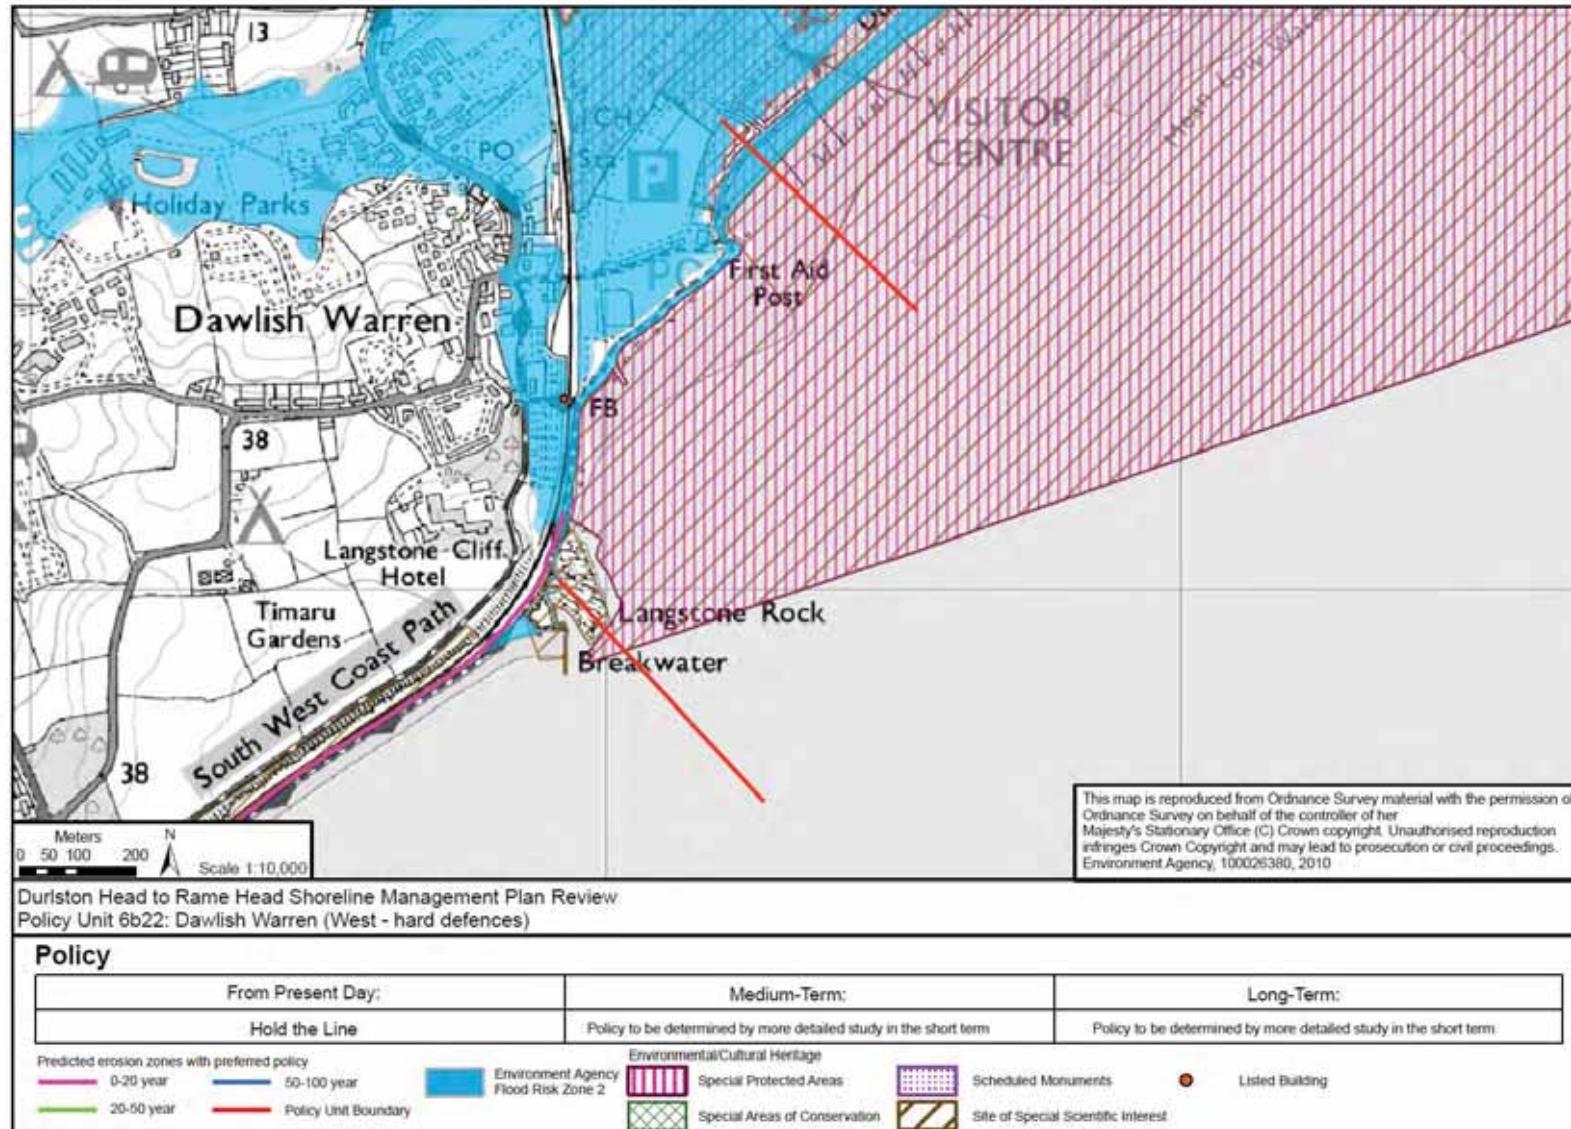 13
VISITOR
CENTRE
Mean Low Water
CH
PO
Sta
P
Holiday Parks
PC
First Aid
Post
Dawlish Warren
FB
38
Langstone Cliff
Hotel
Timaru
Gardens
Langstone Rock
Breakwater
South West Coast Path
38
Meters
0 50 100 200
N
Scale 1:10,000
This map is reproduced from Ordnance Survey material with the permission of
Ordnance Survey on behalf of the controller of her
Majesty's Stationary Office (C) Crown copyright. Unauthorised reproduction
infringes Crown Copyright and may lead to prosecution or civil proceedings.
Environment Agency, 100026380, 2010
Durlston Head to Rame Head Shoreline Management Plan Review
Policy Unit 6b22: Dawlish Warren (West - hard defences)
Policy
From Present Day: Medium-Term: Long-Term:
Hold the Line Policy to be determined by more detailed study in the short term Policy to be determined by more detailed study in the short term
Predicted erosion zones with preferred policy
0-20 year
50-100 year
20-50 year
Policy Unit Boundary
Environment Agency
Flood Risk Zone 2
Environmental/Cultural Heritage
Special Protected Areas
Scheduled Monuments
Listed Building
Special Areas of Conservation
Site of Special Scientific Interest